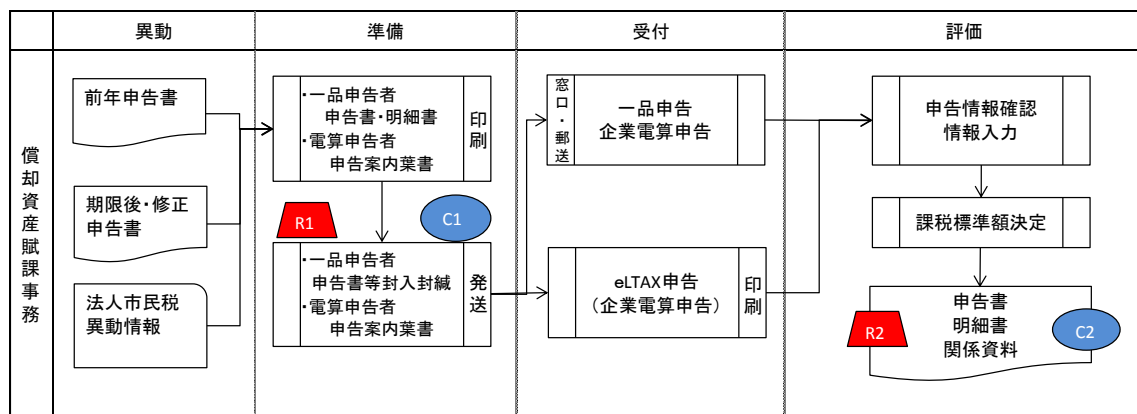 異動
準備
受付
評価
償却資産賦課事務
前年申告書
期限後・修正
申告書
法人市民税
異動情報
・一品申告者
申告書・明細書
・電算申告者
申告案内葉書
印刷
R1
C1
・一品申告者
申告書等封入封緘
・電算申告者
申告案内葉書
発送
窓口・郵送
一品申告
企業電算申告
eLTAX申告
(企業電算申告)
印刷
申告情報確認
情報入力
課税標準額決定
申告書
明細書
関係資料
R2
C2